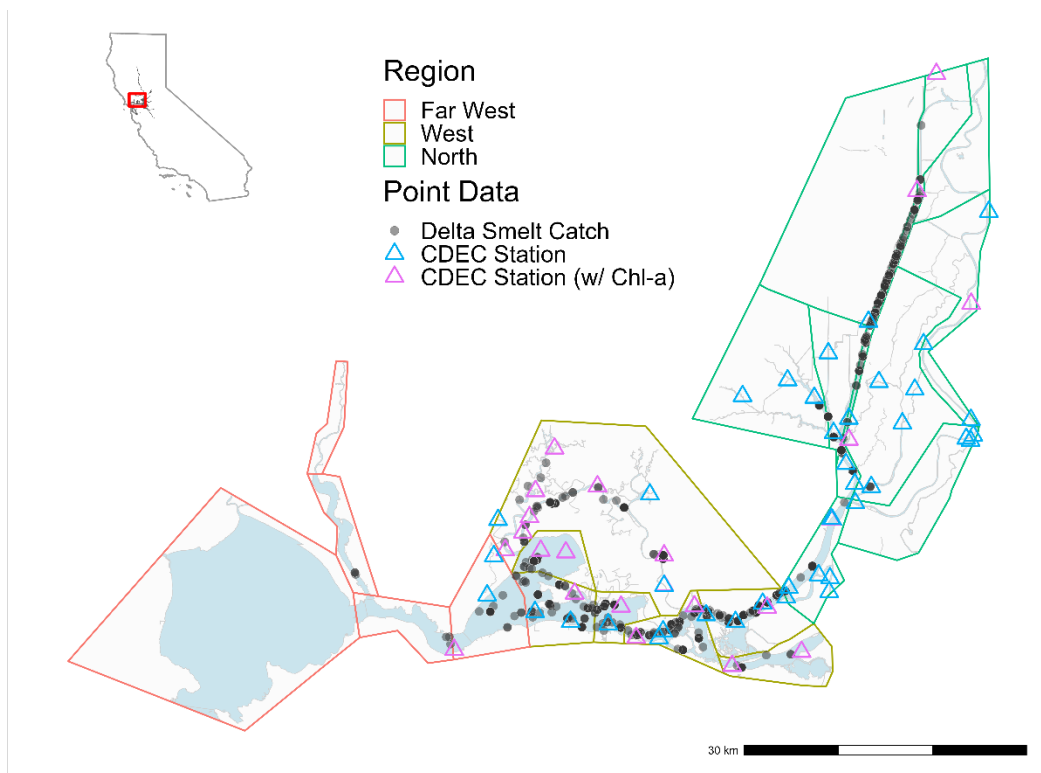 Region
Far West
West
North
Point Data
Delta Smelt Catch
CDEC Station
CDEC Station (w/ Chl-a)
30 km